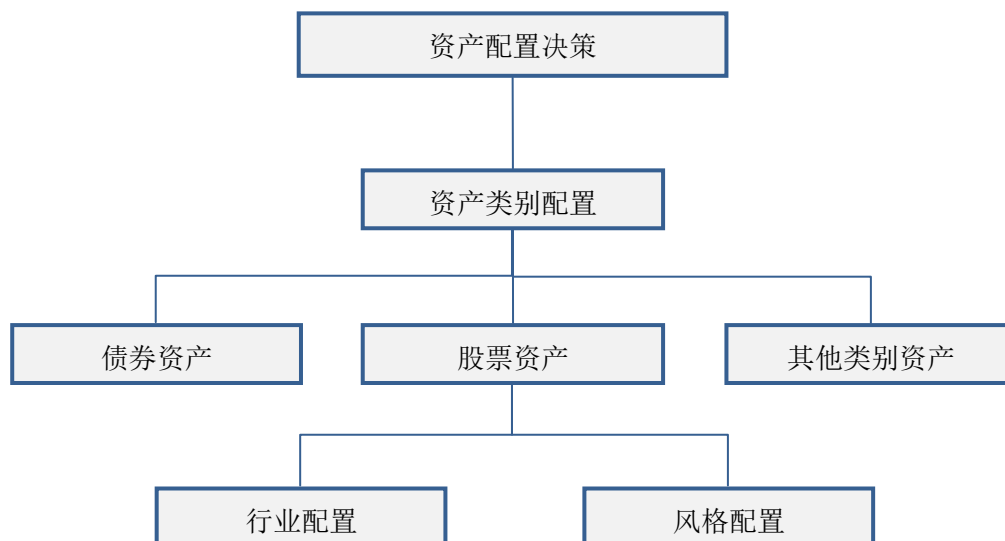 资产配置决策
资产类别配置
债券资产
股票资产
其他类别资产
行业配置
风格配置